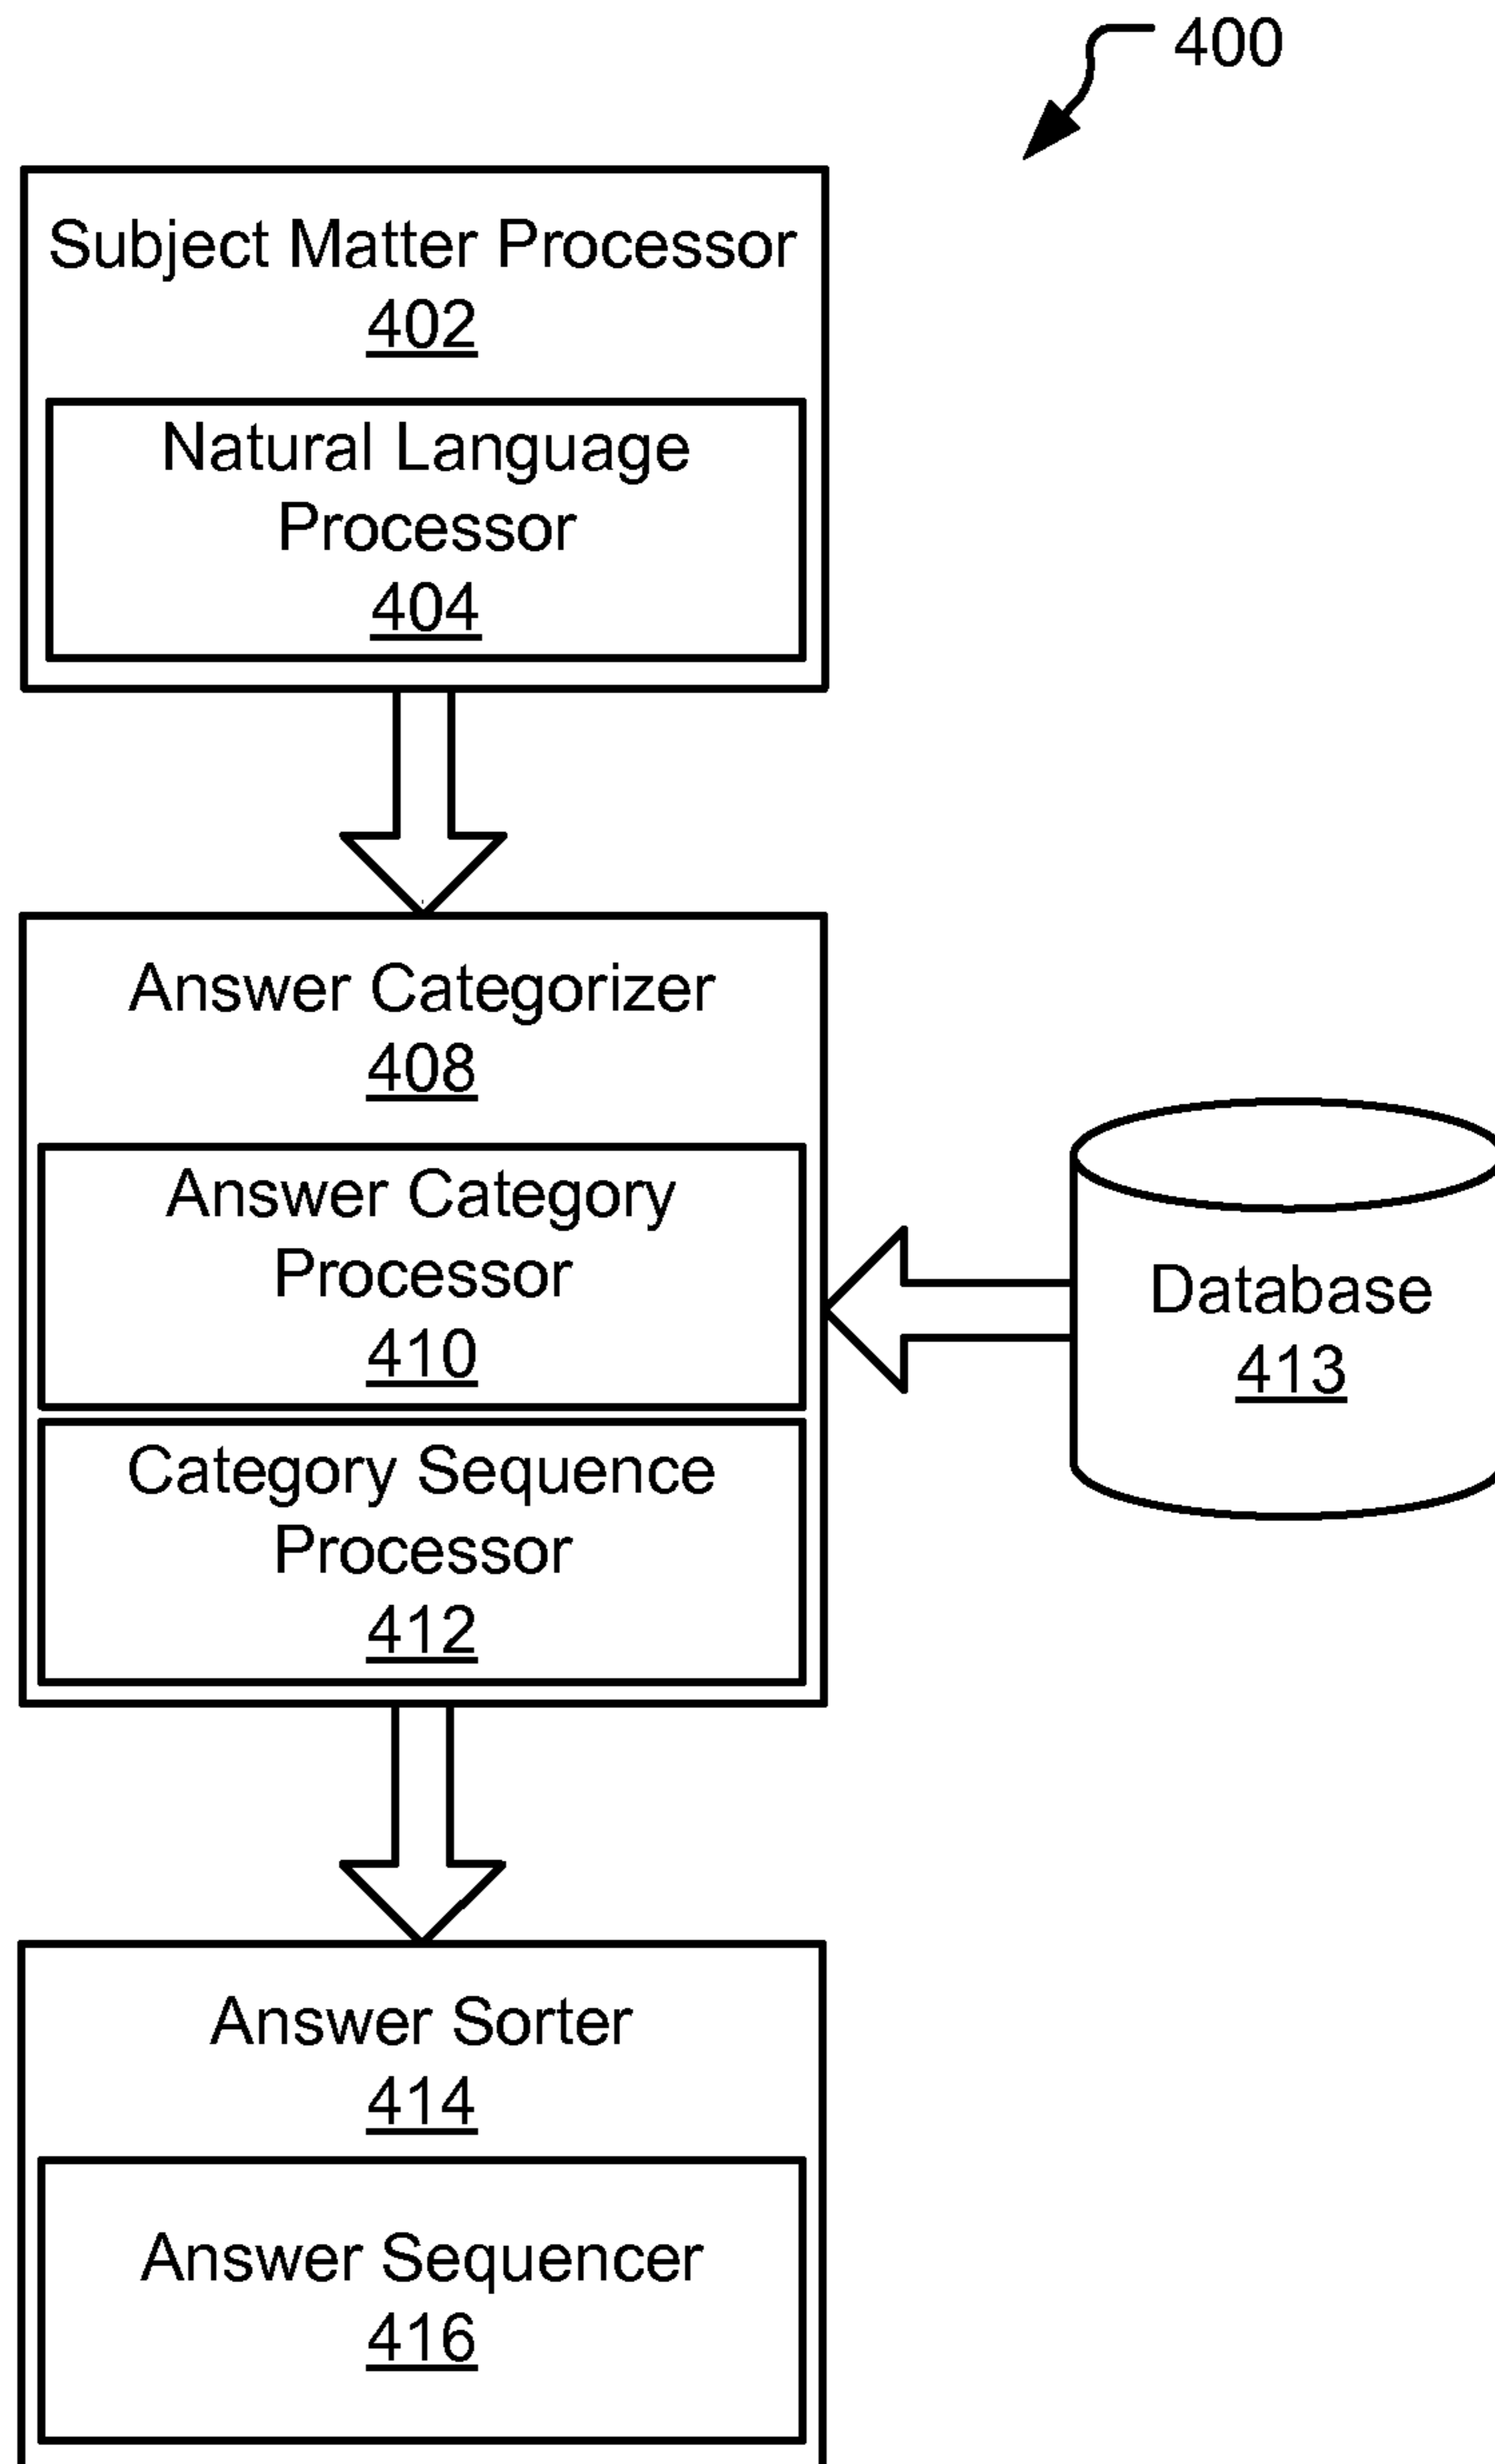 400
Subject Matter Processor
402
Natural Language
Processor
404
Answer Categorizer
408
Answer Category
Processor
410
Category Sequence
Processor
412
Database
413
Answer Sorter
414
Answer Sequencer
416